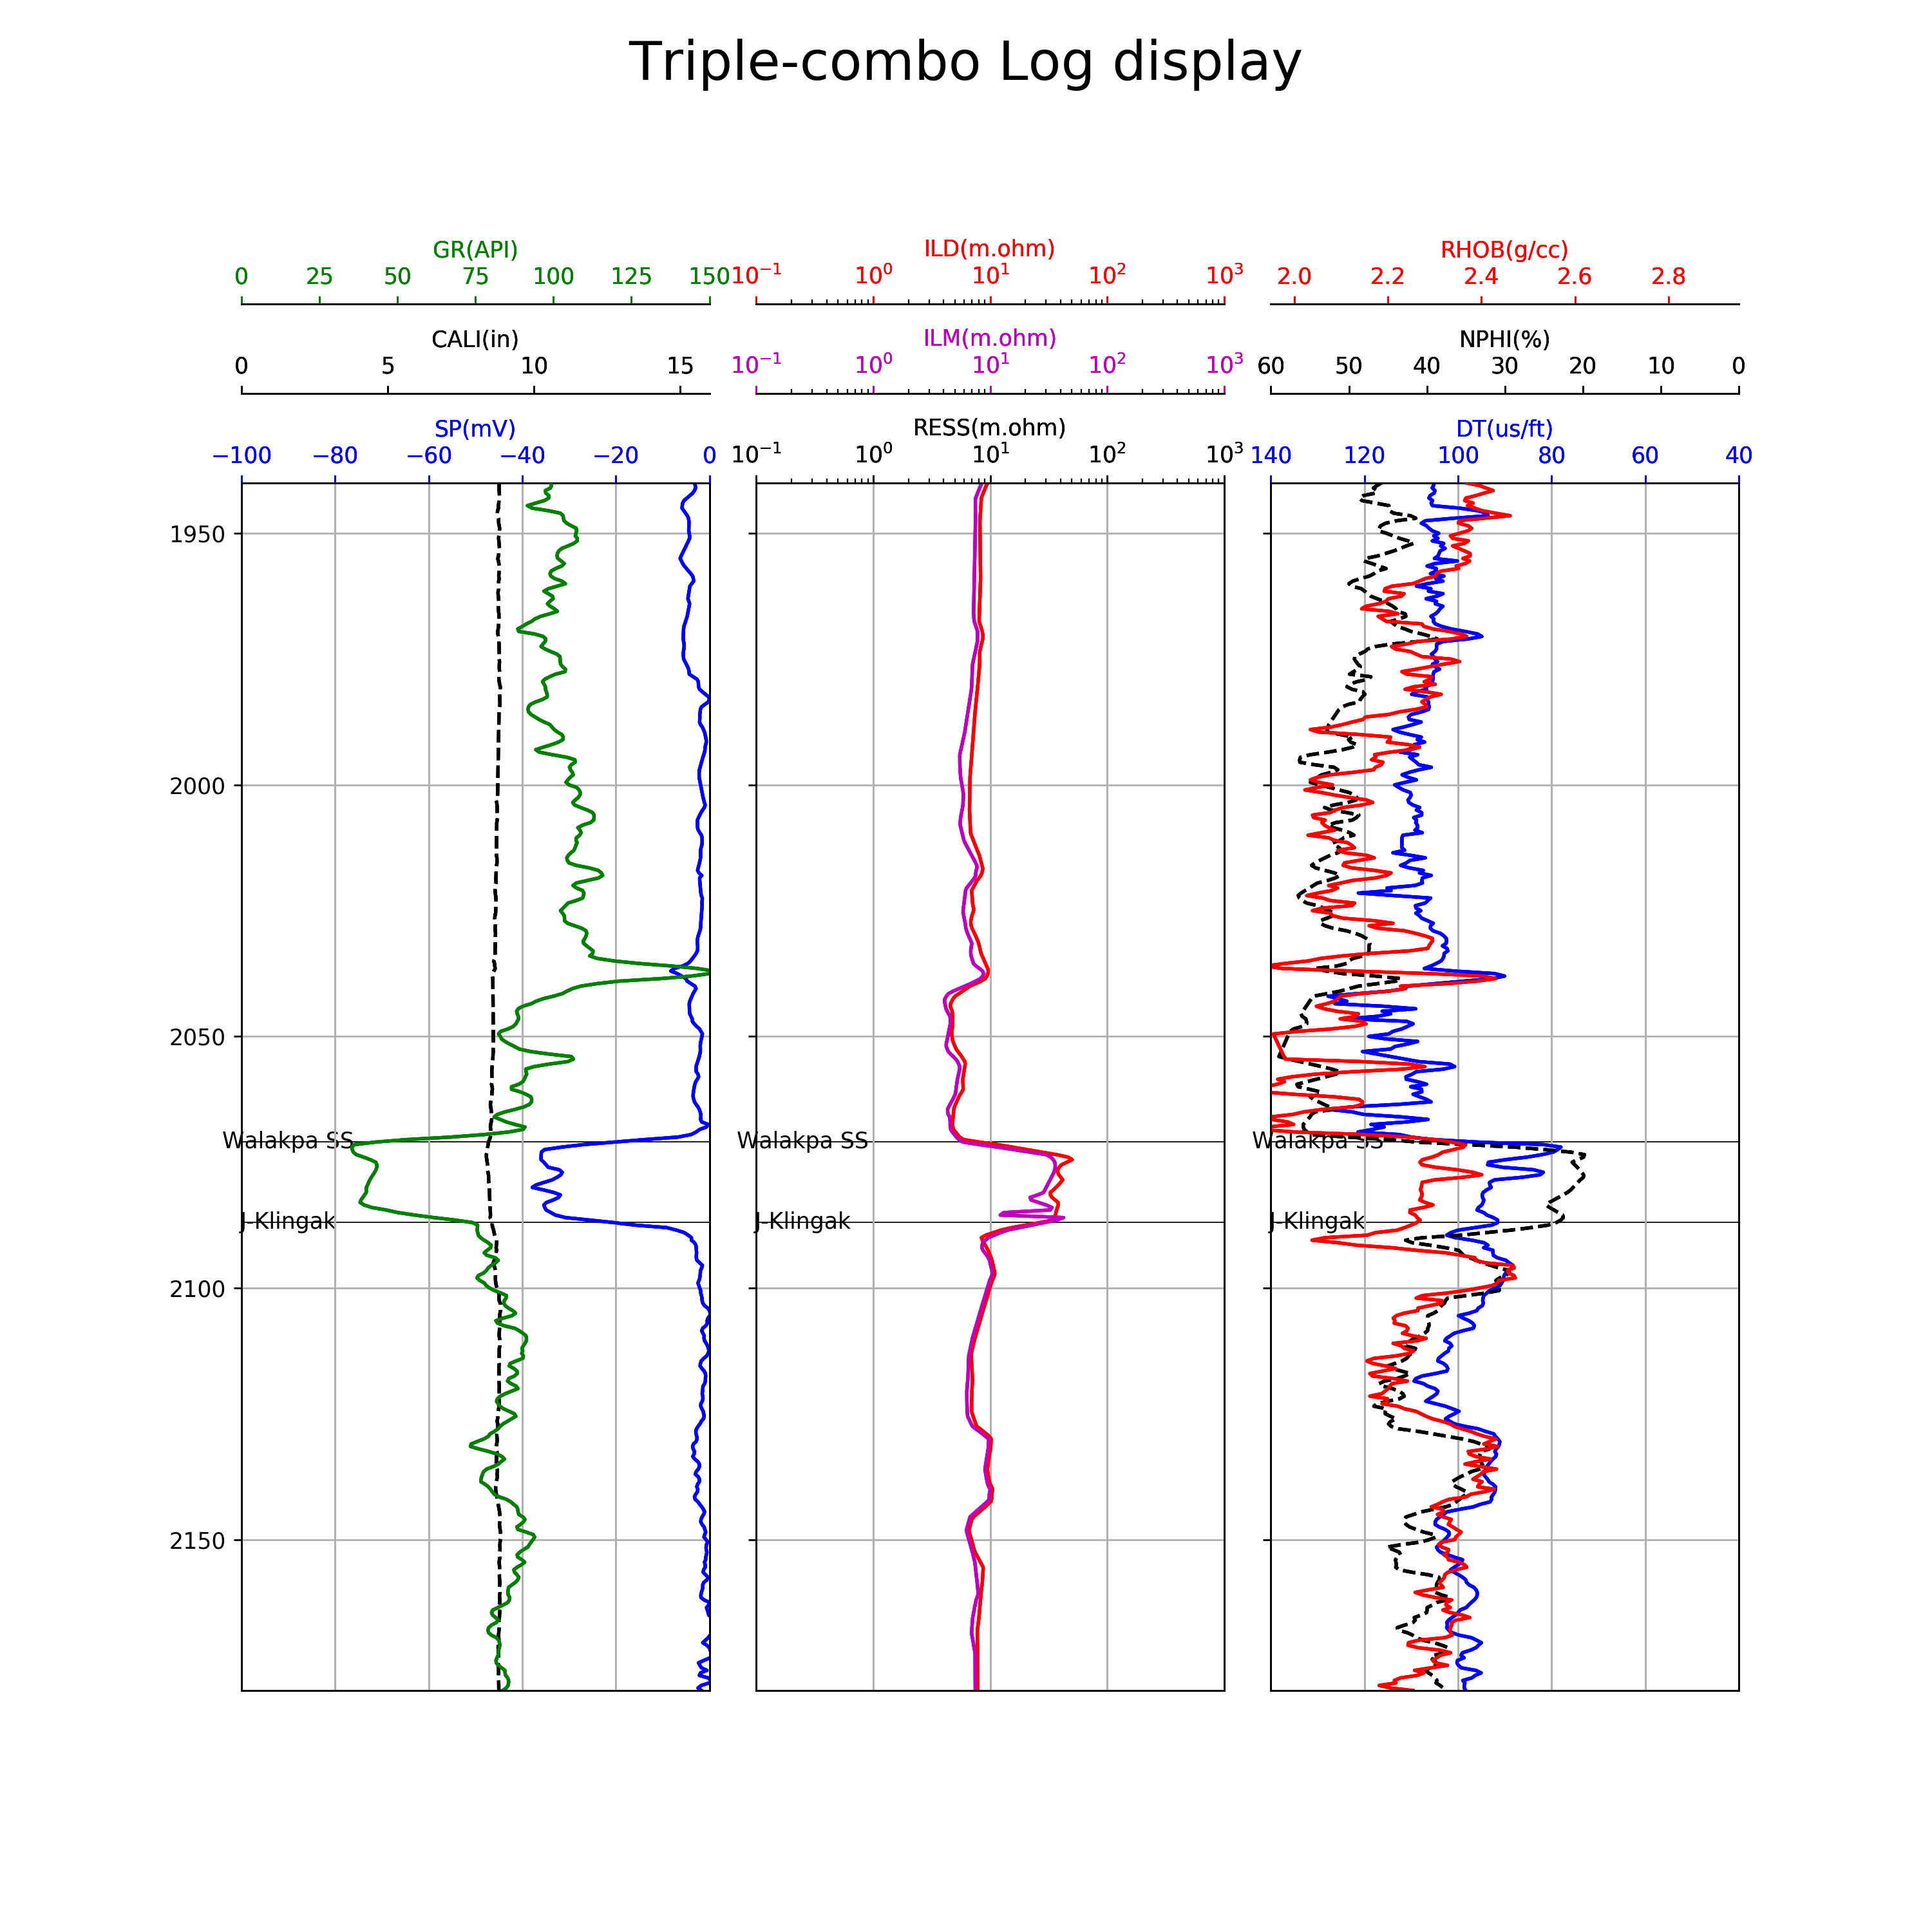 Triple-combo Log display
GR(API) ILD(m.ohm) RHOB(g/cc)
0 25 50 75 100 125 150 10⁻¹ 10⁰ 10¹ 10² 10³ 2.0 2.2 2.4 2.6 2.8
CALI(in) ILM(m.ohm) NPHI(%)
0 5 10 15 10⁻¹ 10⁰ 10¹ 10² 10³ 60 50 40 30 20 10 0
SP(mV) RESS(m.ohm) DT(us/ft)
−100 −80 −60 −40 −20 0 10⁻¹ 10⁰ 10¹ 10² 10³ 140 120 100 80 60 40
1950
2000
2050
Walakpa SS Walakpa SS Walakpa SS
J-Klingak J-Klingak J-Klingak
2100
2150